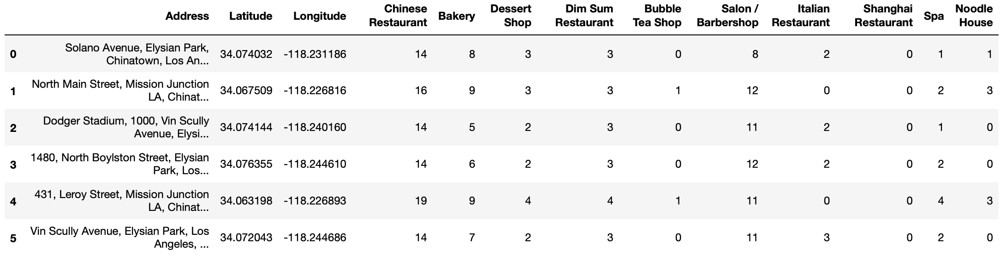 Address Latitude Longitude Chinese Restaurant Bakery Dessert Shop Dim Sum Restaurant Bubble Tea Shop Salon / Barbershop Italian Restaurant Shanghai Restaurant Spa Noodle House
0 Solano Avenue, Elysian Park, Chinatown, Los An... 34.074032 -118.231186 14 8 3 3 0 8 2 0 1 1
1 North Main Street, Mission Junction LA, Chinat... 34.067509 -118.226816 16 9 3 3 1 12 0 0 2 3
2 Dodger Stadium, 1000, Vin Scully Avenue, Elysi... 34.074144 -118.240160 14 5 2 3 0 11 2 0 1 0
3 1480, North Boylston Street, Elysian Park, Los... 34.076355 -118.244610 14 6 2 3 0 12 2 0 2 0
4 431, Leroy Street, Mission Junction LA, Chinat... 34.063198 -118.226893 19 9 4 4 1 11 0 0 4 3
5 Vin Scully Avenue, Elysian Park, Los Angeles, ... 34.072043 -118.244686 14 7 2 3 0 11 3 0 2 0